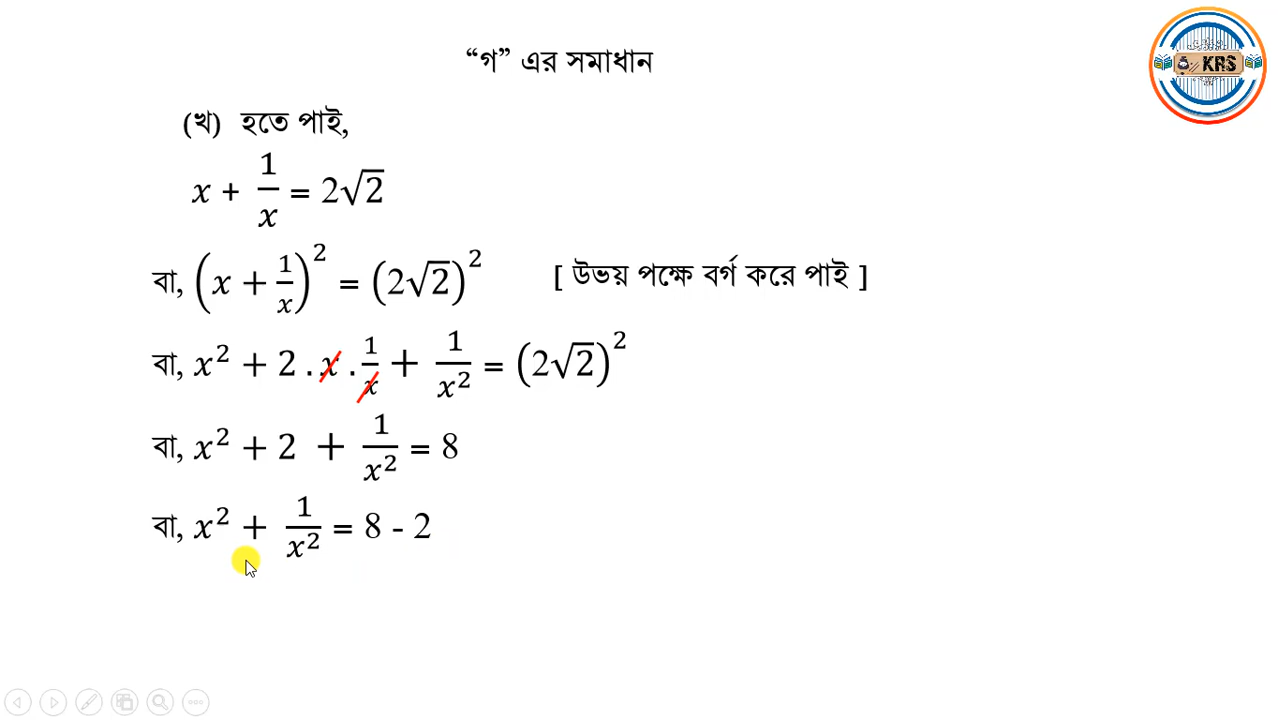 “গ” এর সমাধান
KRS
(খ) হতে পাই,
x + 1/x = 2√2
বা, (x + 1/x)² = (2√2)² [ উভয় পক্ষে বর্গ করে পাই ]
বা, x² + 2 . x . 1/x + 1/x² = (2√2)²
বা, x² + 2 + 1/x² = 8
বা, x² + 1/x² = 8 - 2